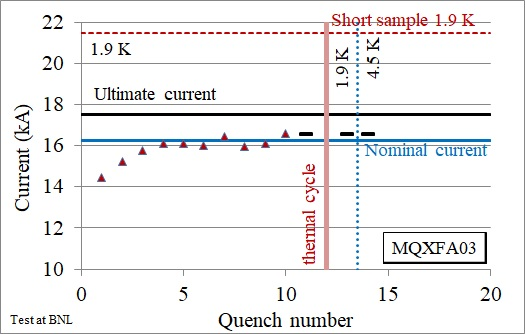 22
20
18
16
14
12
10
Current (kA)
Short sample 1.9 K
1.9 K
1.9 K
4.5 K
Ultimate current
Nominal current
thermal cycle
MQXFA03
0
5
10
15
20
Test at BNL
Quench number